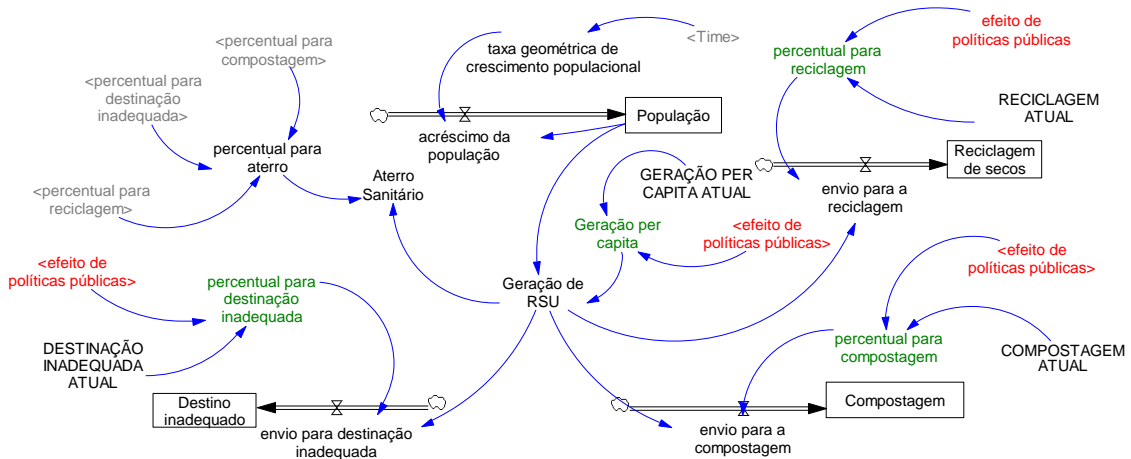 <percentual para
compostagem>
<percentual para
destinação
inadequada>
percentual para
aterro
<percentual para
reciclagem>
Aterro
Sanitário
taxa geométrica de
crescimento populacional
<Time>
acréscimo da
população
População
efeito de
políticas públicas
percentual para
reciclagem
RECICLAGEM
ATUAL
Reciclagem
de secos
envio para a
reciclagem
GERAÇÃO PER
CAPITA ATUAL
Geração per
capita
<efeito de
políticas públicas>
<efeito de
políticas públicas>
percentual para
destinação
inadequada
DESTINAÇÃO
INADEQUADA
ATUAL
Geração de
RSU
<efeito de
políticas públicas>
percentual para
compostagem
COMPOSTAGEM
ATUAL
Destino
inadequado
envio para destinação
inadequada
envio para a
compostagem
Compostagem